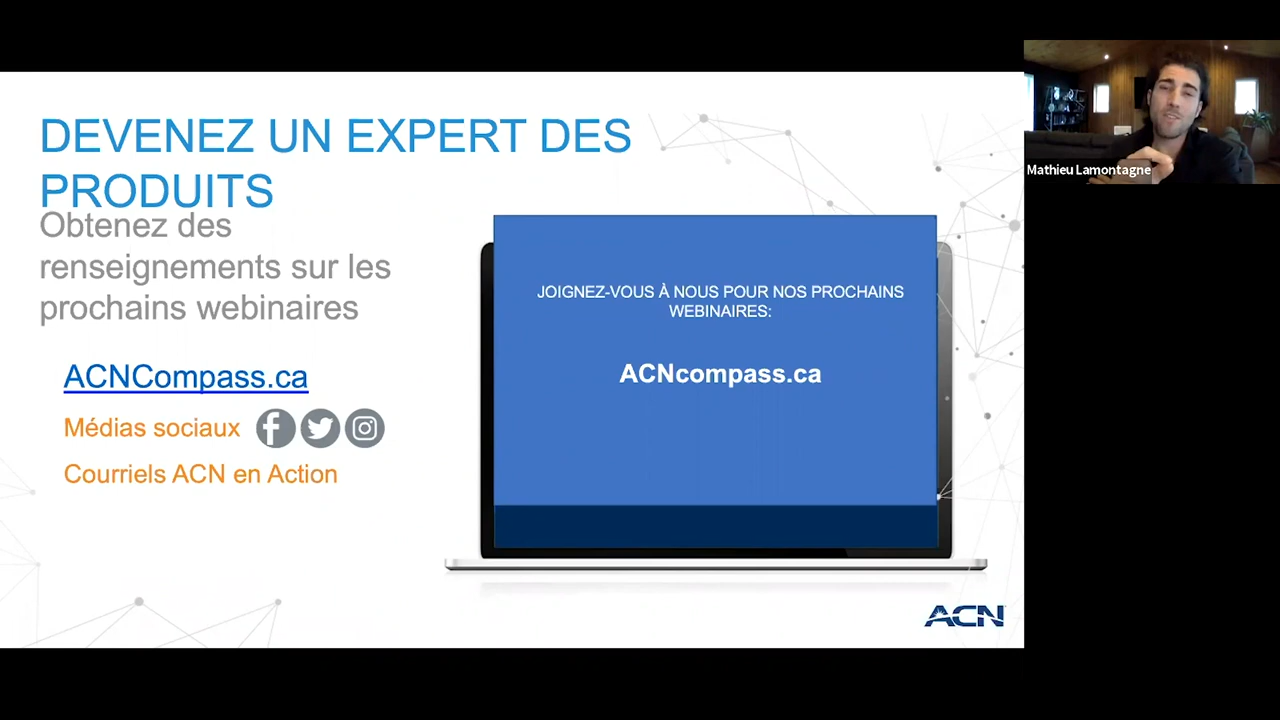 DEVENEZ UN EXPERT DES
PRODUITS
Obtenez des
renseignements sur les
prochains webinaires
ACNCompass.ca
Médias sociaux
Courriels ACN en Action
JOIGNEZ-VOUS À NOUS POUR NOS PROCHAINS
WEBINAIRES:
ACNcompass.ca
ACN
Mathieu Lamontagne